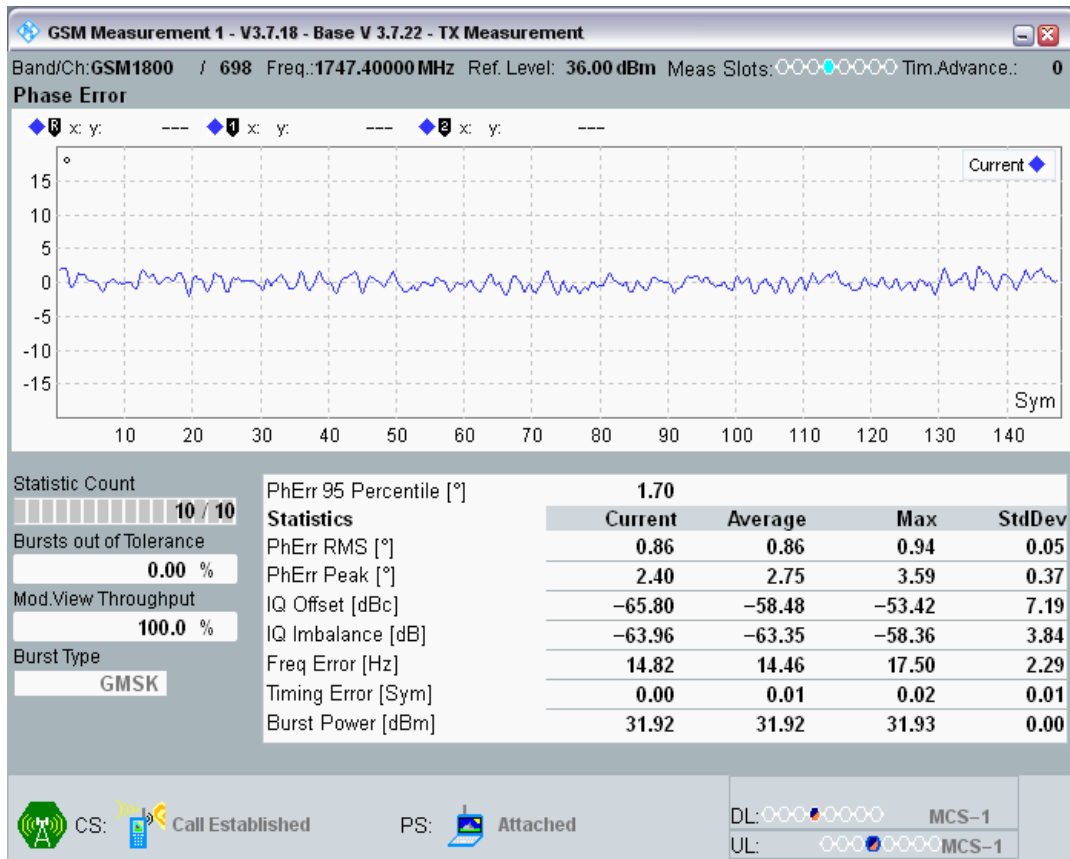 GSM Measurement 1 - V3.7.18 - Base V 3.7.22 - TX Measurement
Band/Ch:GSM1800 / 698 Freq.:1747.40000 MHz Ref. Level: 36.00 dBm Meas Slots: Tim.Advance.: 0
Phase Error
R x: y: --- 1 x: y: --- 2 x: y: ---
°
Current
15
10
5
0
-5
-10
-15
Sym
10 20 30 40 50 60 70 80 90 100 110 120 130 140
Statistic Count
10 / 10
Bursts out of Tolerance
0.00 %
Mod.View Throughput
100.0 %
Burst Type
GMSK
PhErr 95 Percentile [°] 1.70
Statistics Current Average Max StdDev
PhErr RMS [°] 0.86 0.86 0.94 0.05
PhErr Peak [°] 2.40 2.75 3.59 0.37
IQ Offset [dBc] −65.80 −58.48 −53.42 7.19
IQ Imbalance [dB] −63.96 −63.35 −58.36 3.84
Freq Error [Hz] 14.82 14.46 17.50 2.29
Timing Error [Sym] 0.00 0.01 0.02 0.01
Burst Power [dBm] 31.92 31.92 31.93 0.00
CS: Call Established PS: Attached
DL: MCS−1
UL: MCS−1